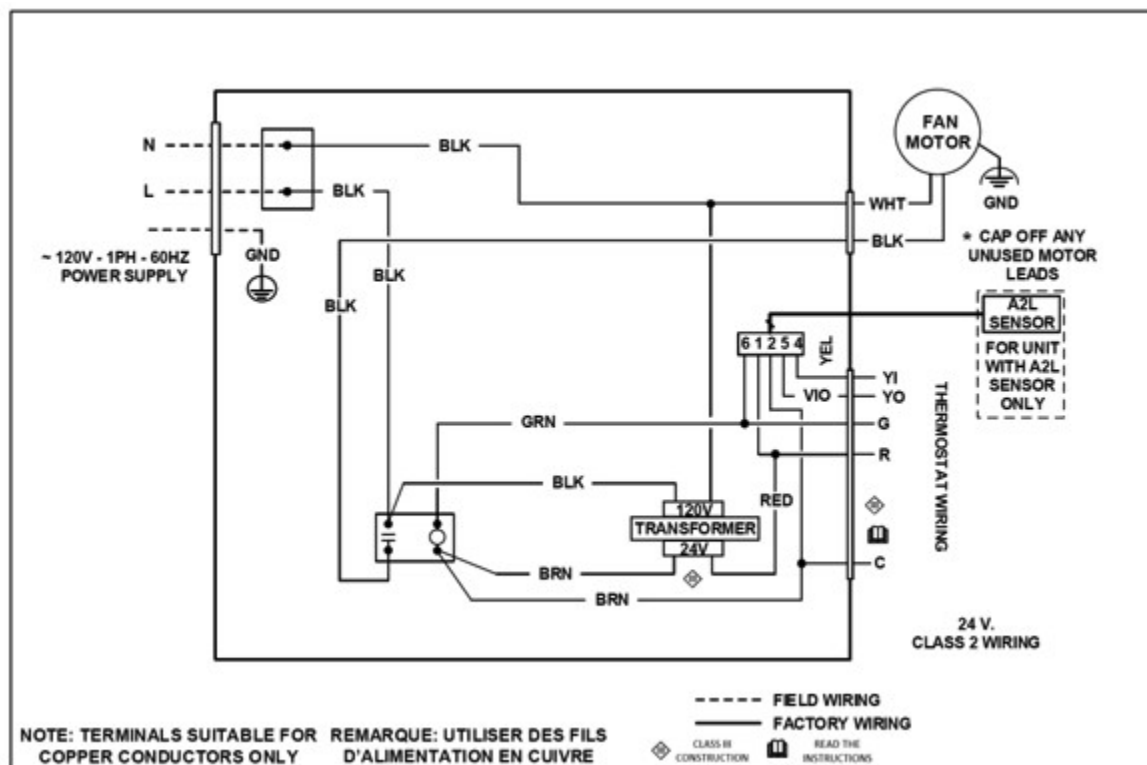 FAN
MOTOR
N
BLK
L
BLK
WHT
GND
GND
BLK
~ 120V - 1PH - 60HZ
POWER SUPPLY
* CAP OFF ANY
UNUSED MOTOR
LEADS
BLK
BLK
A2L
SENSOR
6 1 2 5 4
YEL
FOR UNIT
WITH A2L
SENSOR
ONLY
YI
VIO
YO
GRN
G
R
THERMOSTAT WIRING
BLK
RED
120V
TRANSFORMER
24V
BRN
C
BRN
24 V.
CLASS 2 WIRING
FIELD WIRING
FACTORY WIRING
NOTE: TERMINALS SUITABLE FOR
COPPER CONDUCTORS ONLY
REMARQUE: UTILISER DES FILS
D'ALIMENTATION EN CUIVRE
CLASS III
CONSTRUCTION
READ THE
INSTRUCTIONS